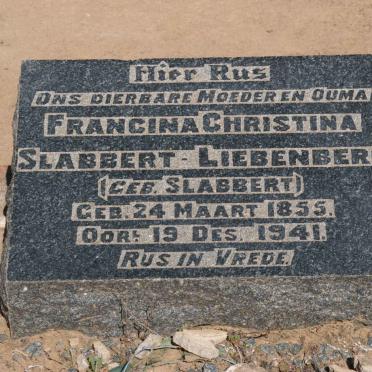 Hier Rus
Ons dierbare Moeder en Ouma
Francina Christina
Slabbert-Liebenber
(geb. Slabbert)
Geb. 24 Maart 1855.
Oorl 19 Des. 1941.
Rus in Vrede.